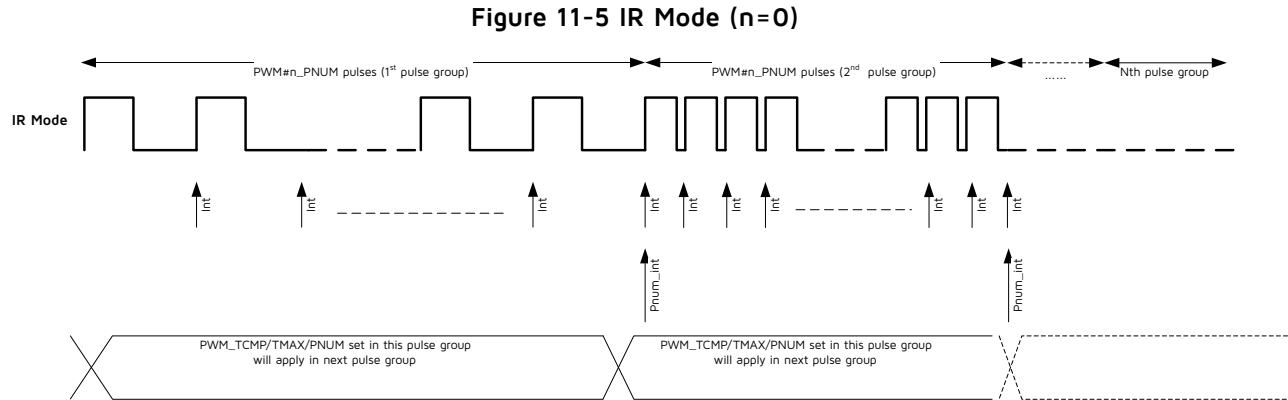 Figure 11-5 IR Mode (n=0)
PWM#n_PNUM pulses (1st pulse group)
PWM#n_PNUM pulses (2nd pulse group)
......
Nth pulse group
IR Mode
Int
Int
Int
Int
Int
Int
Int
Int
Int
Int
Pnum_int
Pnum_int
PWM_TCMP/TMAX/PNUM set in this pulse group
will apply in next pulse group
PWM_TCMP/TMAX/PNUM set in this pulse group
will apply in next pulse group